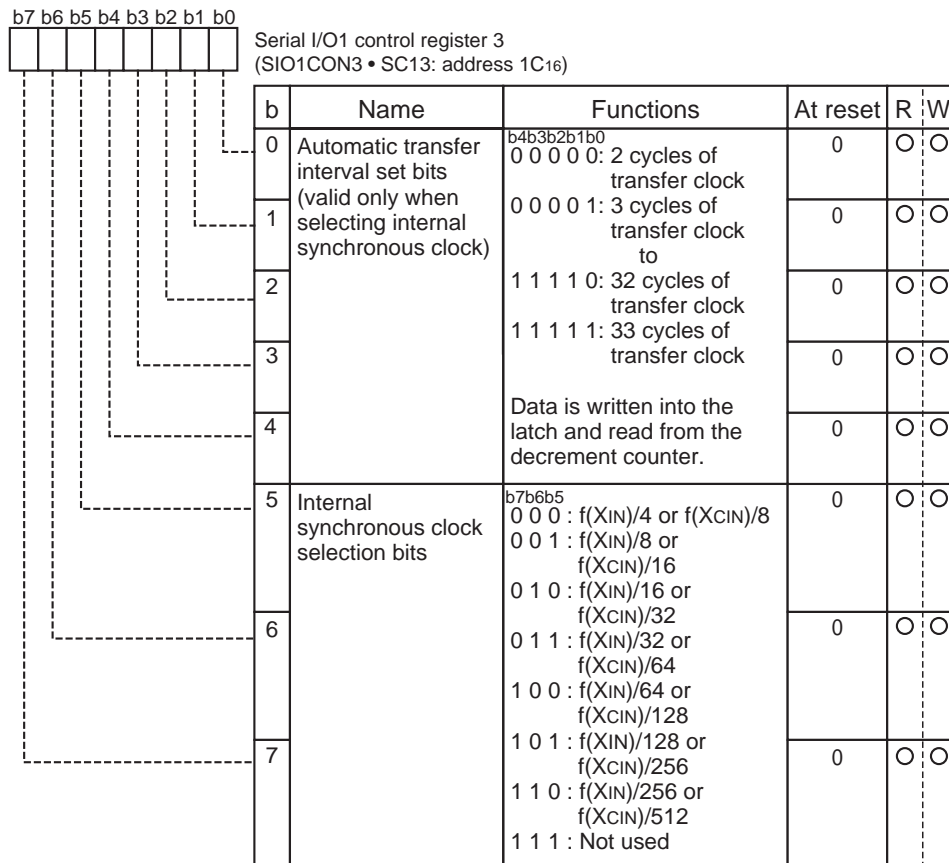 b7 b6 b5 b4 b3 b2 b1 b0
Serial I/O1 control register 3
(SIO1CON3 • SC13: address 1C16)
b Name Functions At reset R W
0 Automatic transfer
interval set bits
(valid only when
selecting internal
synchronous clock)
b4b3b2b1b0
0 0 0 0 0: 2 cycles of
transfer clock
0 0 0 0 1: 3 cycles of
transfer clock
to
1 1 1 1 0: 32 cycles of
transfer clock
1 1 1 1 1: 33 cycles of
transfer clock
Data is written into the
latch and read from the
decrement counter.
0 O O
1 0 O O
2 0 O O
3 0 O O
4 0 O O
5 Internal
synchronous clock
selection bits
b7b6b5
0 0 0 : f(XIN)/4 or f(XCIN)/8
0 0 1 : f(XIN)/8 or
f(XCIN)/16
0 1 0 : f(XIN)/16 or
f(XCIN)/32
0 1 1 : f(XIN)/32 or
f(XCIN)/64
1 0 0 : f(XIN)/64 or
f(XCIN)/128
1 0 1 : f(XIN)/128 or
f(XCIN)/256
1 1 0 : f(XIN)/256 or
f(XCIN)/512
1 1 1 : Not used
0 O O
6 0 O O
7 0 O O